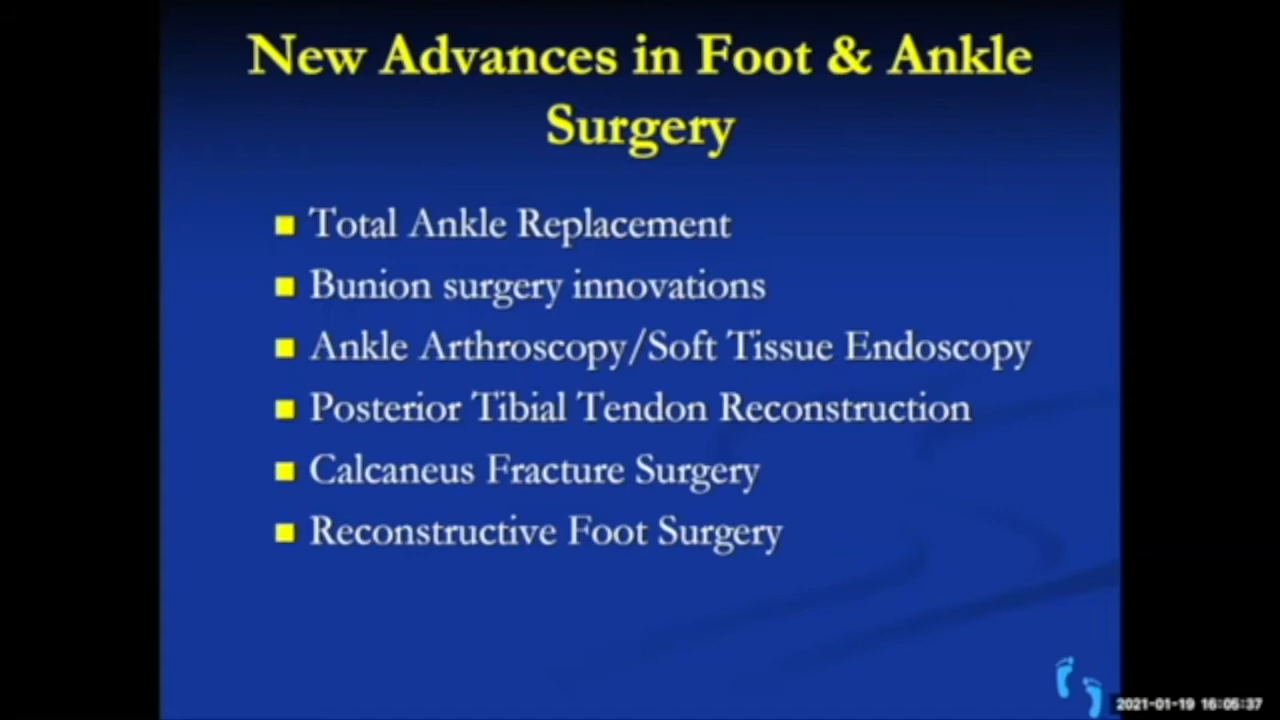 New Advances in Foot & Ankle
Surgery
Total Ankle Replacement
Bunion surgery innovations
Ankle Arthroscopy/Soft Tissue Endoscopy
Posterior Tibial Tendon Reconstruction
Calcaneus Fracture Surgery
Reconstructive Foot Surgery
2021-01-19 16:05:37